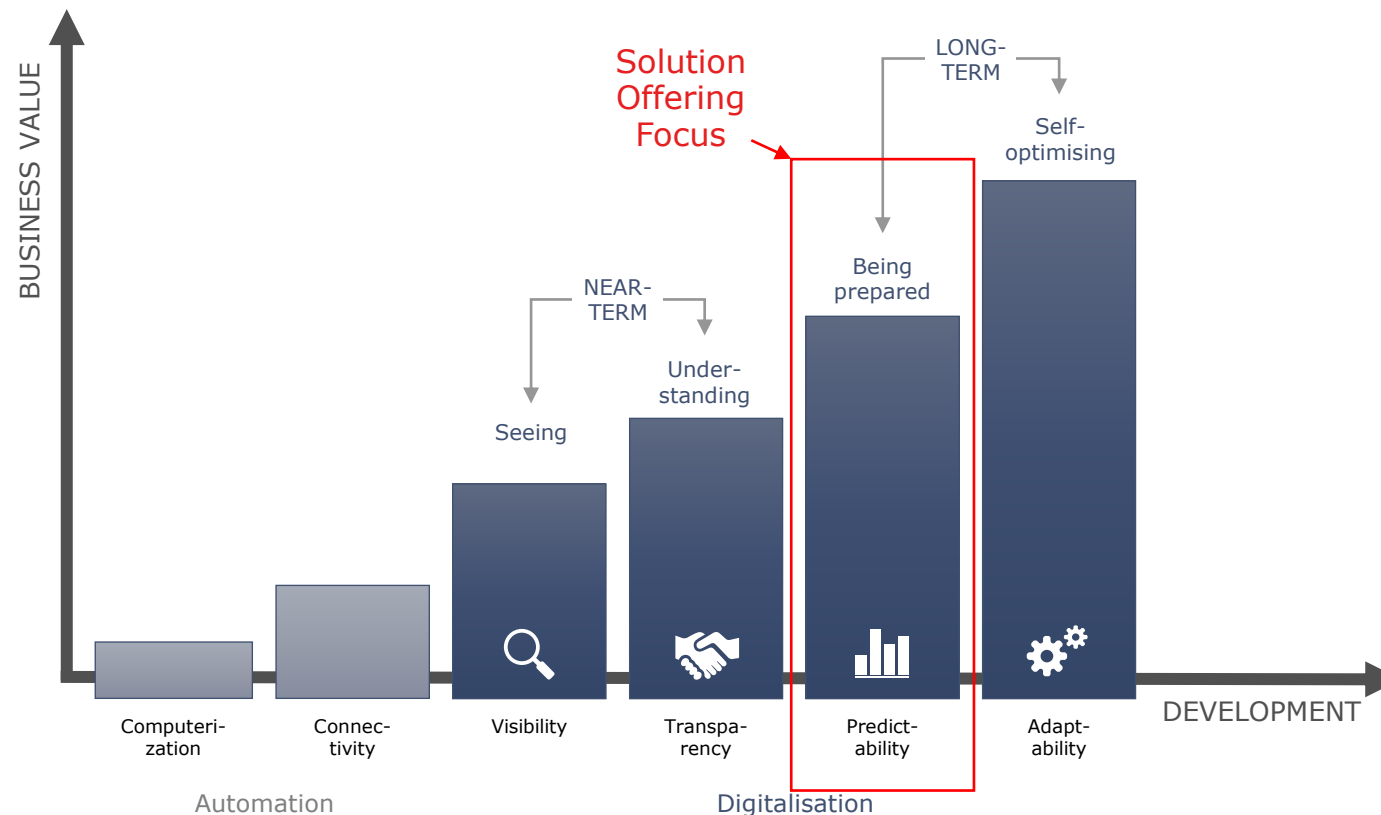 BUSINESS VALUE
Solution
Offering
Focus
LONG-
TERM
Self-
optimising
Being
prepared
NEAR-
TERM
Under-
standing
Seeing
Computeri-
zation
Connec-
tivity
Visibility
Transpa-
rency
Predict-
ability
Adapt-
ability
DEVELOPMENT
Automation
Digitalisation